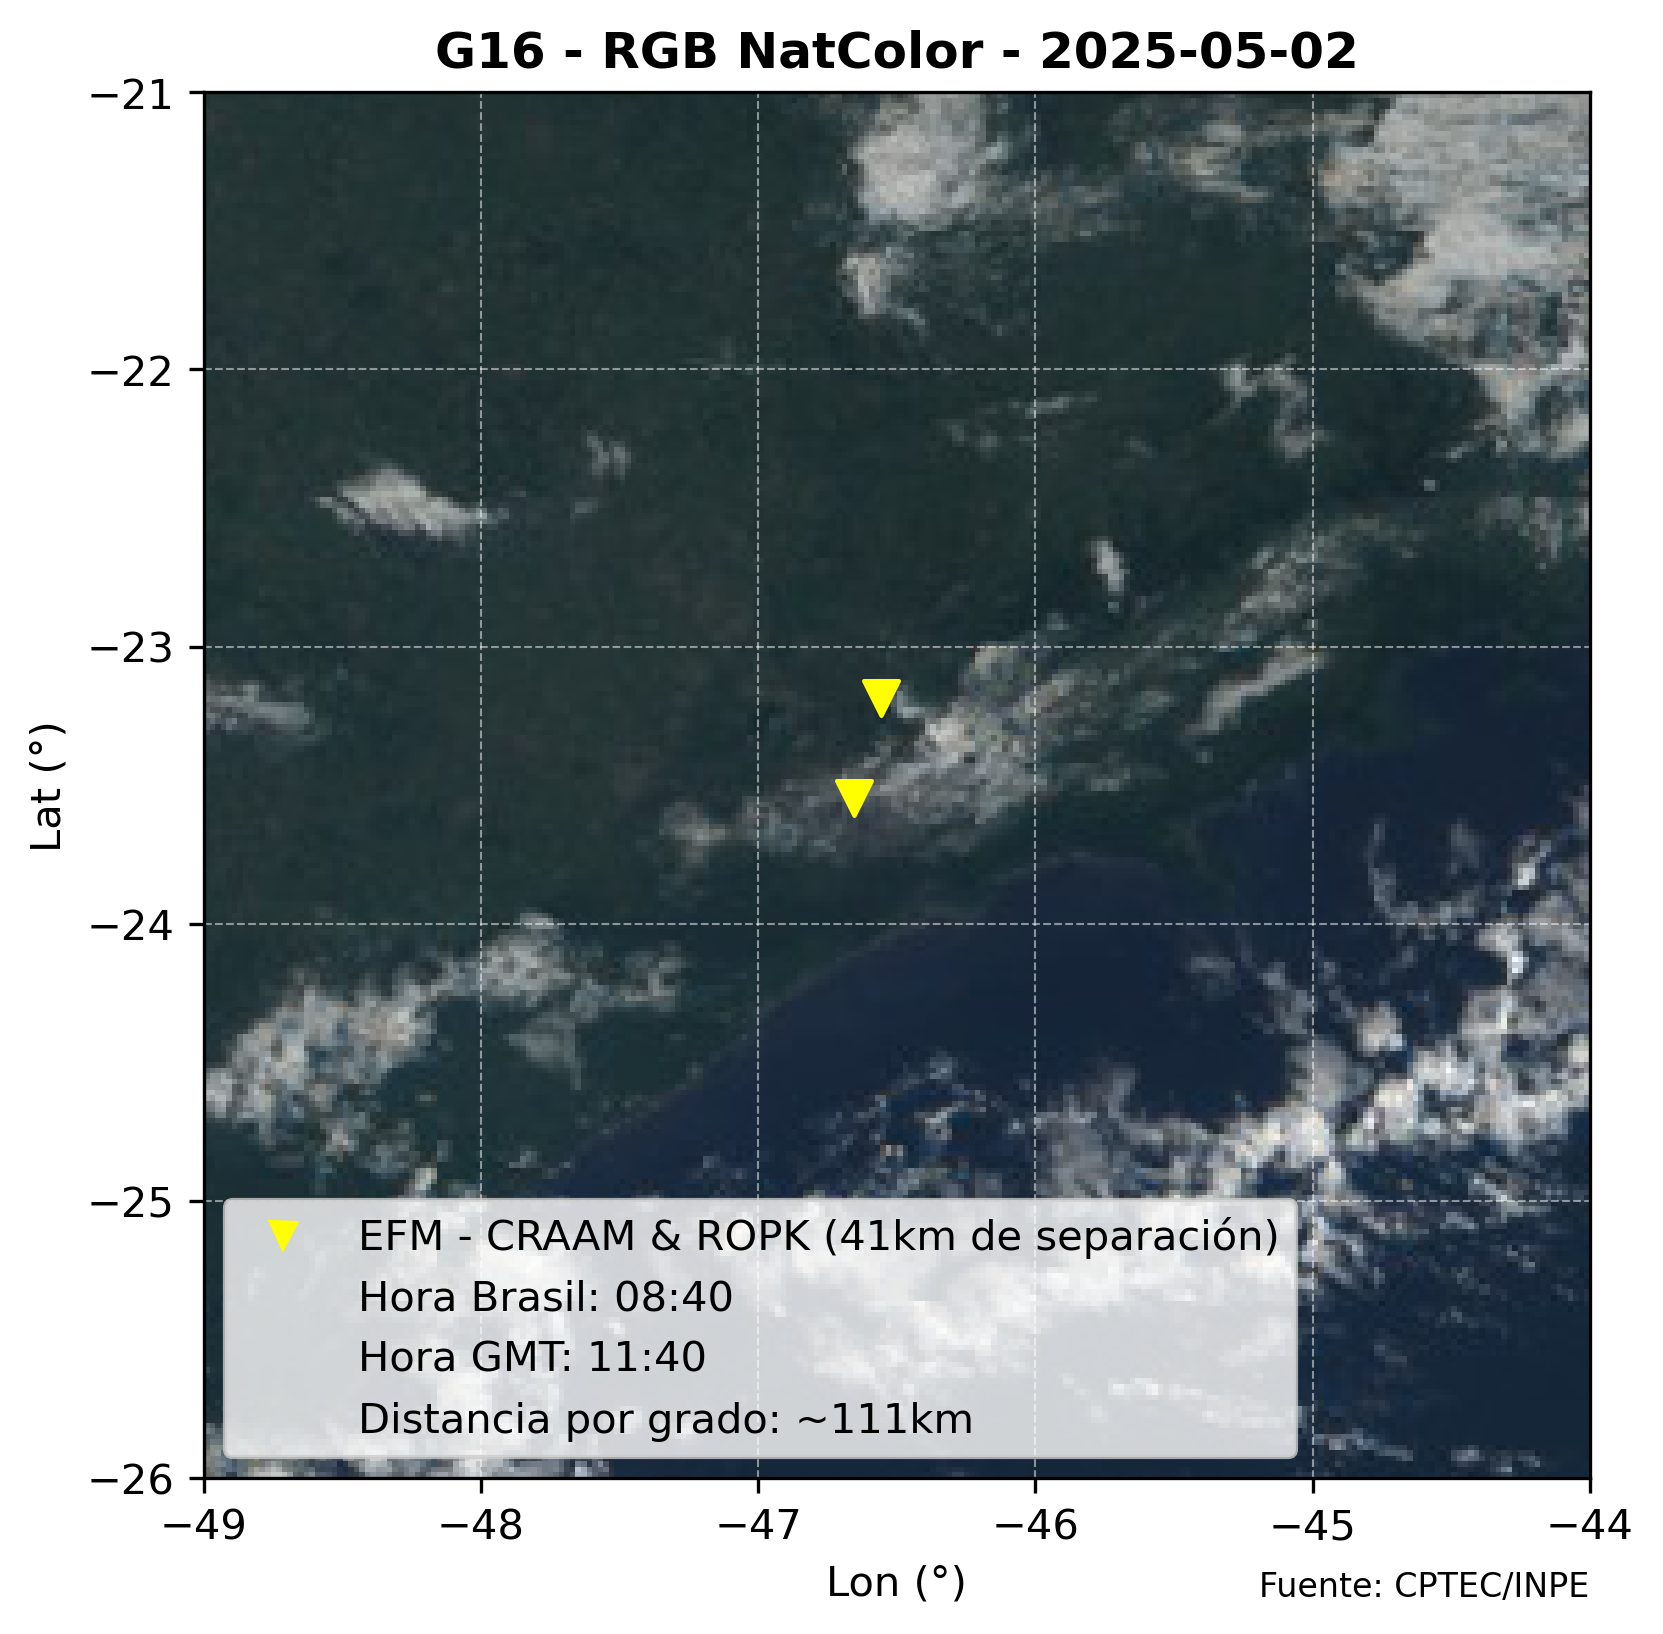 G16 - RGB NatColor - 2025-05-02
−21
−22
−23
−24
−25
−26
Lat (°)
EFM - CRAAM & ROPK (41km de separación)
Hora Brasil: 08:40
Hora GMT: 11:40
Distancia por grado: ~111km
−49 −48 −47 −46 −45 −44
Lon (°)
Fuente: CPTEC/INPE